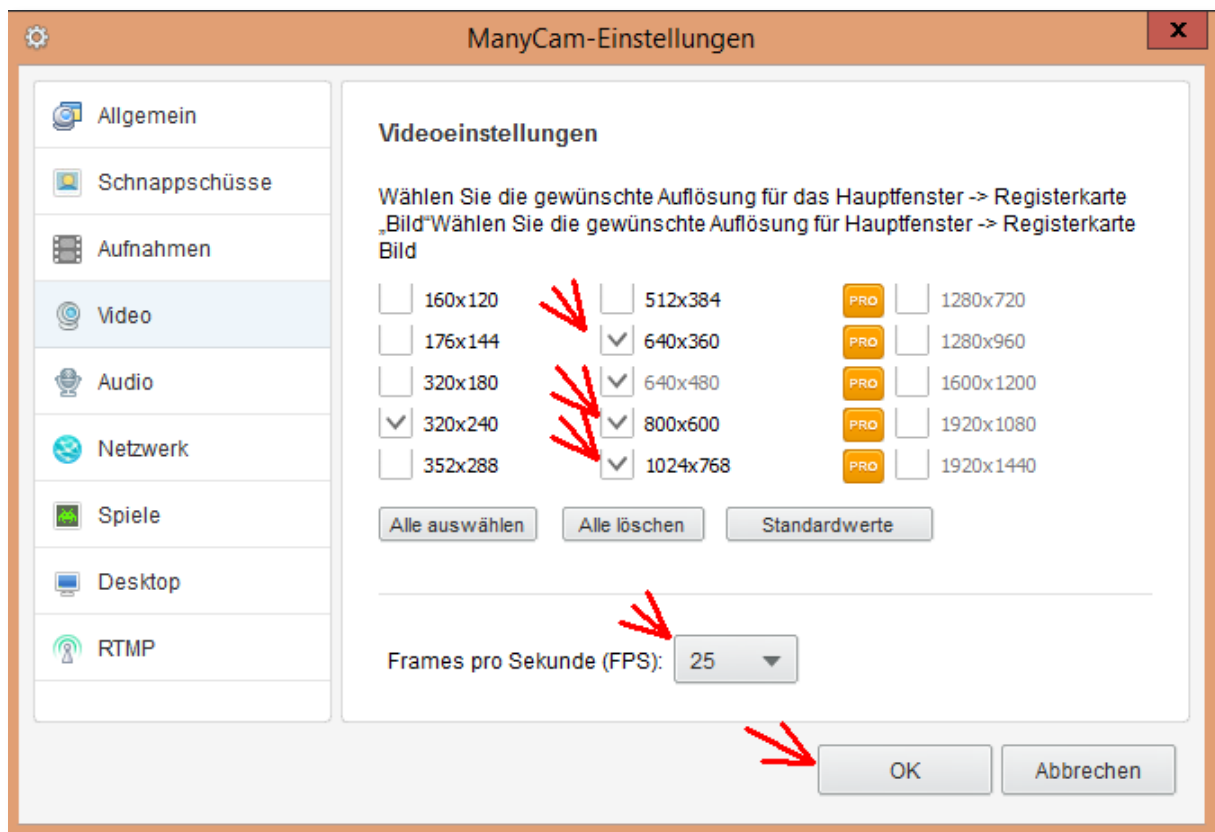 ManyCam-Einstellungen
x
Allgemein
Schnappschüsse
Aufnahmen
Video
Audio
Netzwerk
Spiele
Desktop
RTMP
Videoeinstellungen
Wählen Sie die gewünschte Auflösung für das Hauptfenster -> Registerkarte
„Bild“Wählen Sie die gewünschte Auflösung für Hauptfenster -> Registerkarte
Bild
160x120 512x384 PRO 1280x720
176x144 640x360 PRO 1280x960
320x180 640x480 PRO 1600x1200
320x240 800x600 PRO 1920x1080
352x288 1024x768 PRO 1920x1440
Alle auswählen Alle löschen Standardwerte
Frames pro Sekunde (FPS): 25
OK Abbrechen